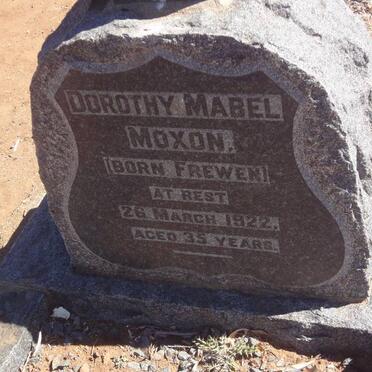 DOROTHY MABEL
MOXON.
(BORN FREWEN)
AT REST
26 MARCH 1922.
AGED 35 YEARS.